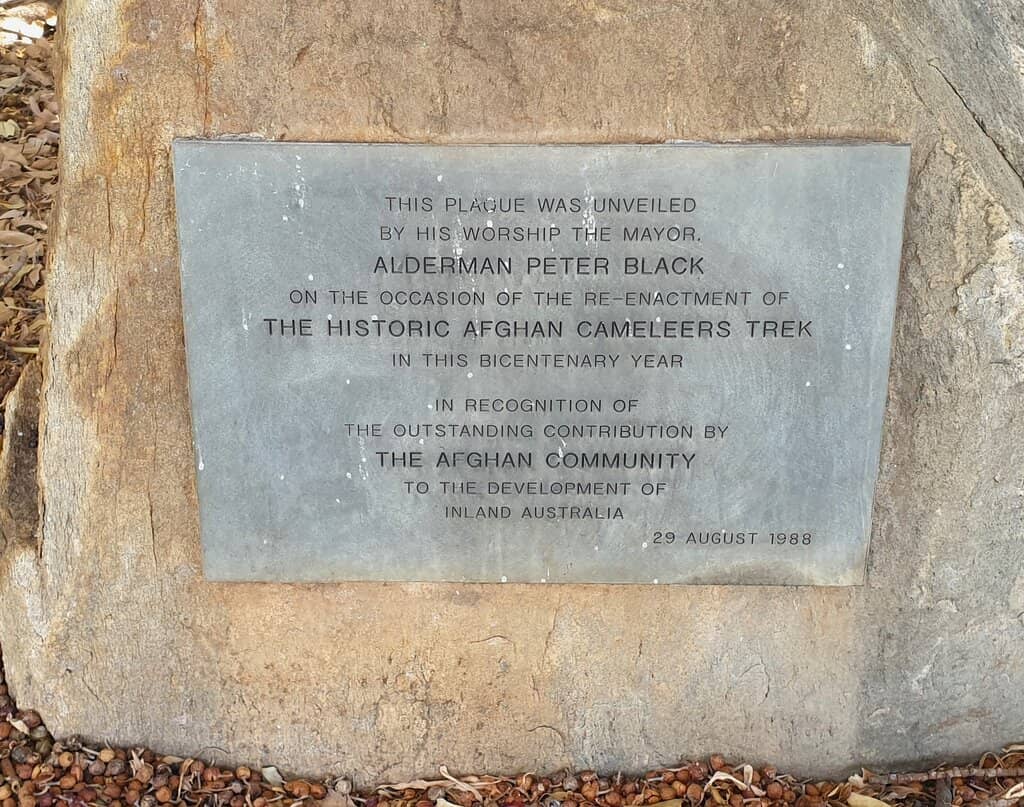 THIS PLAQUE WAS UNVEILED
BY HIS WORSHIP THE MAYOR.
ALDERMAN PETER BLACK
ON THE OCCASION OF THE RE-ENACTMENT OF
THE HISTORIC AFGHAN CAMELEERS TREK
IN THIS BICENTENARY YEAR
IN RECOGNITION OF
THE OUTSTANDING CONTRIBUTION BY
THE AFGHAN COMMUNITY
TO THE DEVELOPMENT OF
INLAND AUSTRALIA
29 AUGUST 1988